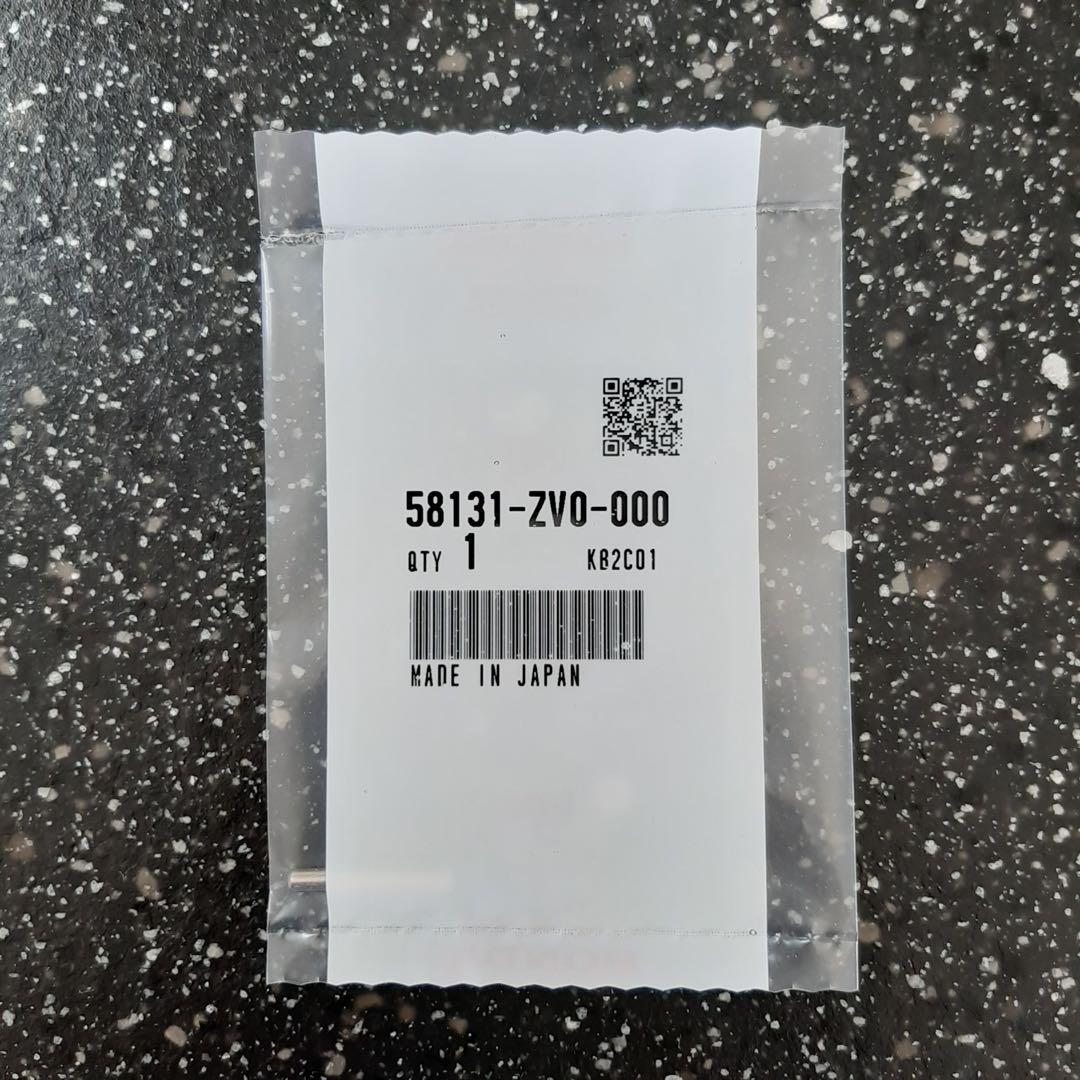 58131-ZV0-000
QTY 1 KB2C01
MADE IN JAPAN